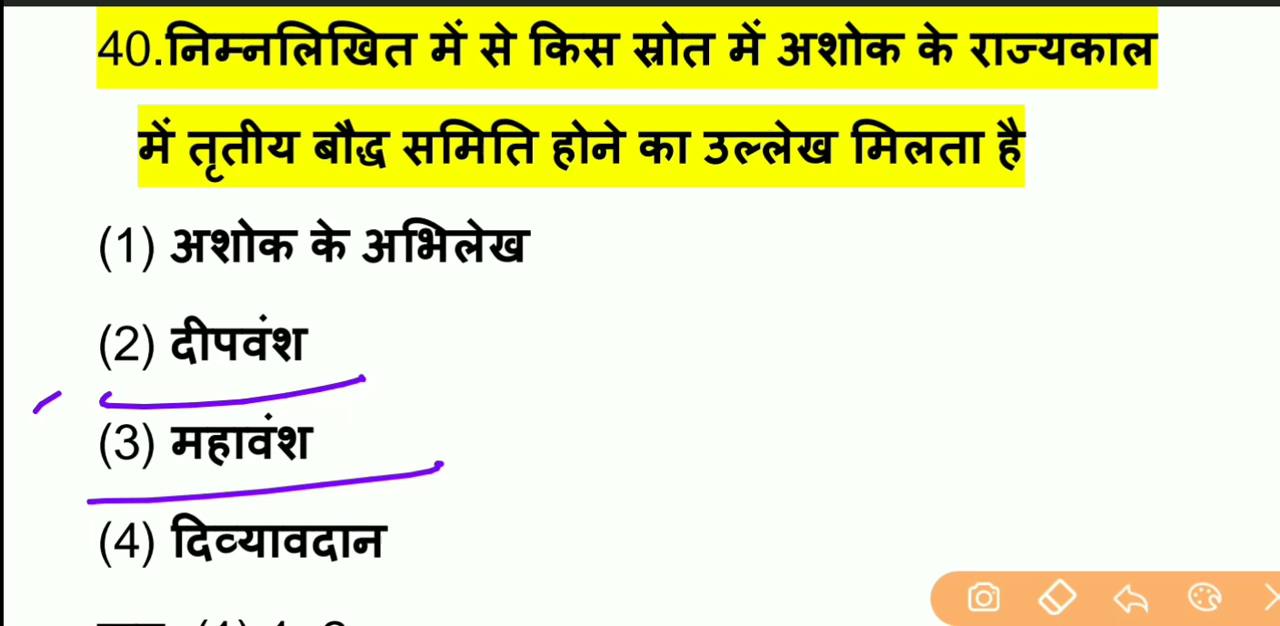 40.निम्नलिखित में से किस स्रोत में अशोक के राज्यकाल
में तृतीय बौद्ध समिति होने का उल्लेख मिलता है
(1) अशोक के अभिलेख
(2) दीपवंश
(3) महावंश
(4) दिव्यावदान